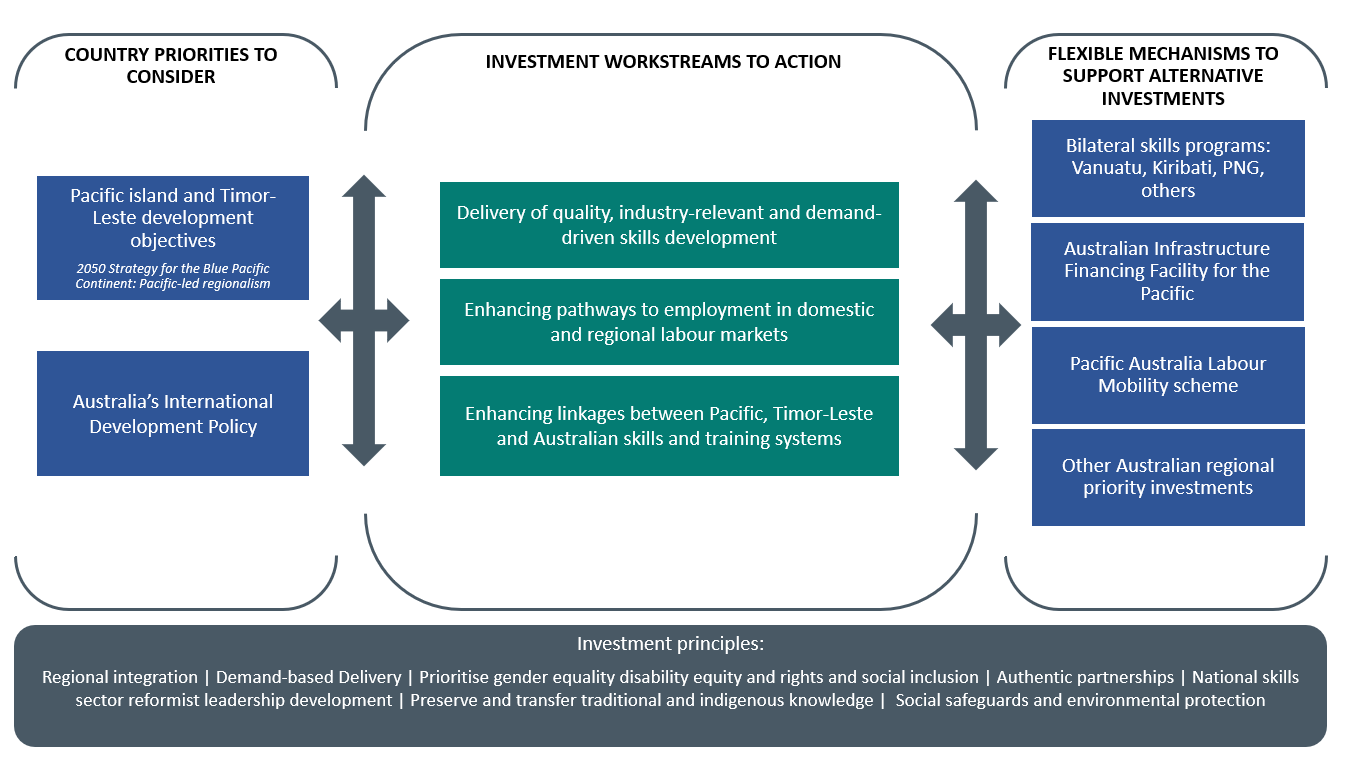 COUNTRY PRIORITIES TO
CONSIDER
Pacific island and Timor-
Leste development
objectives
2050 Strategy for the Blue Pacific
Continent: Pacific-led regionalism
Australia’s International
Development Policy
INVESTMENT WORKSTREAMS TO ACTION
Delivery of quality, industry-relevant and demand-
driven skills development
Enhancing pathways to employment in domestic
and regional labour markets
Enhancing linkages between Pacific, Timor-Leste
and Australian skills and training systems
FLEXIBLE MECHANISMS TO
SUPPORT ALTERNATIVE
INVESTMENTS
Bilateral skills programs:
Vanuatu, Kiribati, PNG,
others
Australian Infrastructure
Financing Facility for the
Pacific
Pacific Australia Labour
Mobility scheme
Other Australian regional
priority investments
Investment principles:
Regional integration | Demand-based Delivery | Prioritise gender equality disability equity and rights and social inclusion | Authentic partnerships | National skills
sector reformist leadership development | Preserve and transfer traditional and indigenous knowledge | Social safeguards and environmental protection